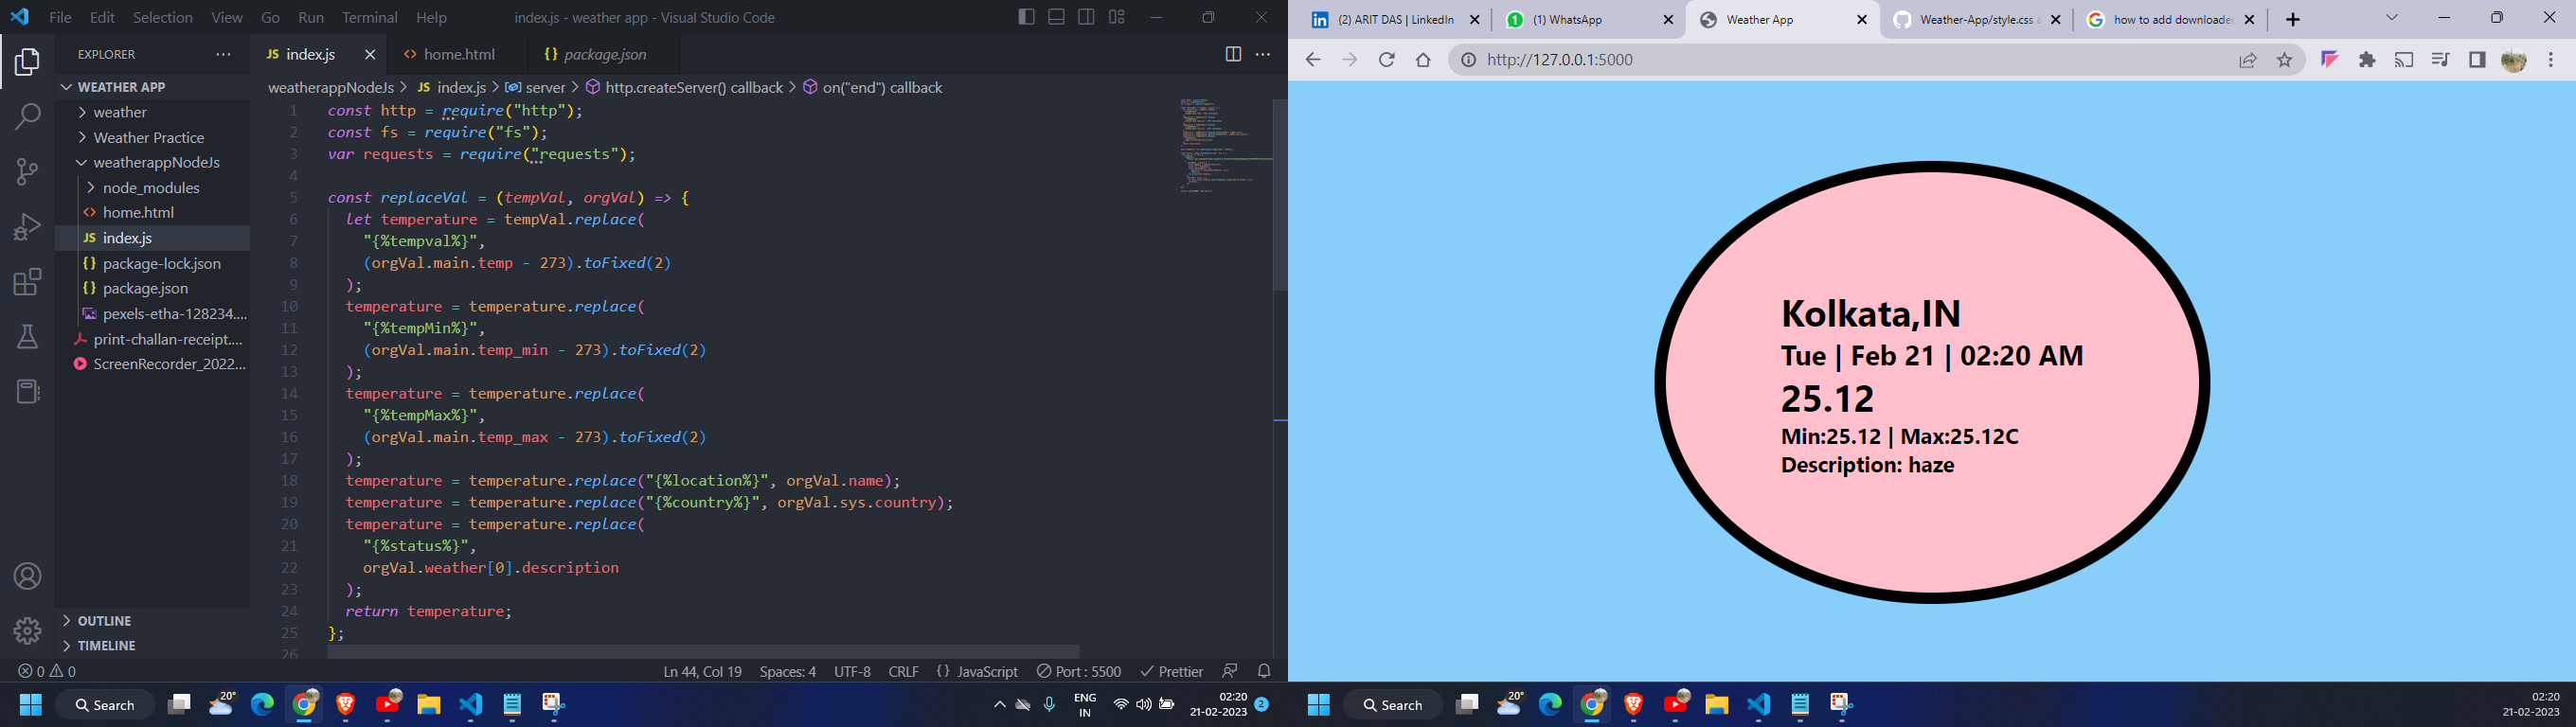 File Edit Selection View Go Run Terminal Help
index.js - weather app - Visual Studio Code
EXPLORER
WEATHER APP
weather
Weather Practice
weatherappNodeJs
node_modules
home.html
index.js
package-lock.json
package.json
pexels-etha-128234....
print-challan-receipt....
ScreenRecorder_2022...
OUTLINE
TIMELINE
JS index.js
<> home.html
{} package.json
weatherappNodeJs > JS index.js > server > http.createServer() callback > on("end") callback
1 const http = require("http");
2 const fs = require("fs");
3 var requests = require("requests");
4
5 const replaceVal = (tempVal, orgVal) => {
6 let temperature = tempVal.replace(
7 "{%tempval%}",
8 (orgVal.main.temp - 273).toFixed(2)
9 );
10 temperature = temperature.replace(
11 "{%tempMin%}",
12 (orgVal.main.temp_min - 273).toFixed(2)
13 );
14 temperature = temperature.replace(
15 "{%tempMax%}",
16 (orgVal.main.temp_max - 273).toFixed(2)
17 );
18 temperature = temperature.replace("{%location%}", orgVal.name);
19 temperature = temperature.replace("{%country%}", orgVal.sys.country);
20 temperature = temperature.replace(
21 "{%status%}",
22 orgVal.weather[0].description
23 );
24 return temperature;
25 };
26
0 0
Ln 44, Col 19 Spaces: 4 UTF-8 CRLF {} JavaScript Port : 5500 Prettier
Search
20°
ENG
IN
02:20
21-02-2023
2
(2) ARIT DAS | LinkedIn
(1) WhatsApp
Weather App
Weather-App/style.css
how to add downloaded
http://127.0.0.1:5000
Kolkata,IN
Tue | Feb 21 | 02:20 AM
25.12
Min:25.12 | Max:25.12C
Description: haze
Search
20°
02:20
21-02-2023